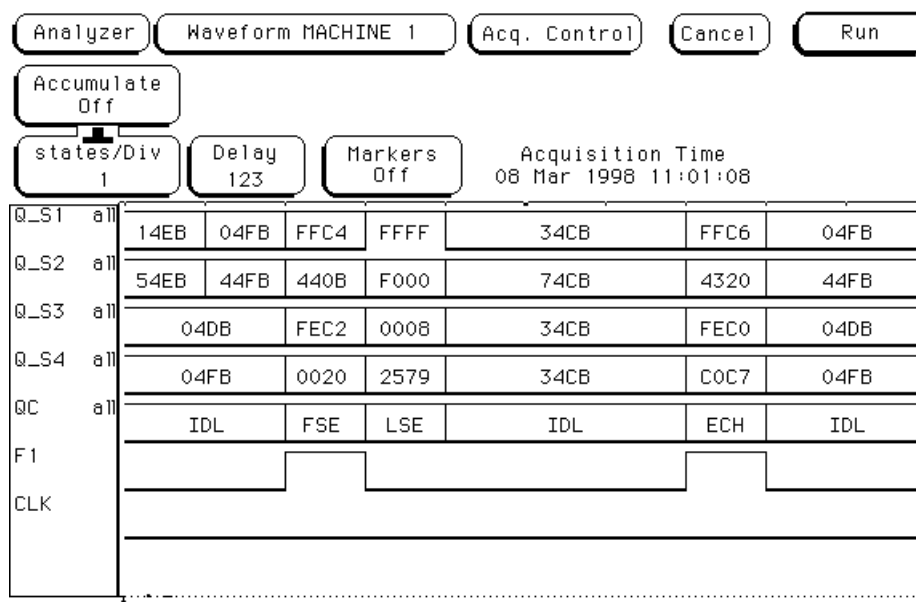 Analyzer Waveform MACHINE 1 Acq. Control Cancel Run
Accumulate
Off
states/Div Delay Markers Acquisition Time
1 123 Off 08 Mar 1998 11:01:08
Q_S1 all 14EB 04FB FFC4 FFFF 34CB FFC6 04FB
Q_S2 all 54EB 44FB 440B F000 74CB 4320 44FB
Q_S3 all 04DB FEC2 0008 34CB FEC0 04DB
Q_S4 all 04FB 0020 2579 34CB C0C7 04FB
QC all IDL FSE LSE IDL ECH IDL
F1
CLK